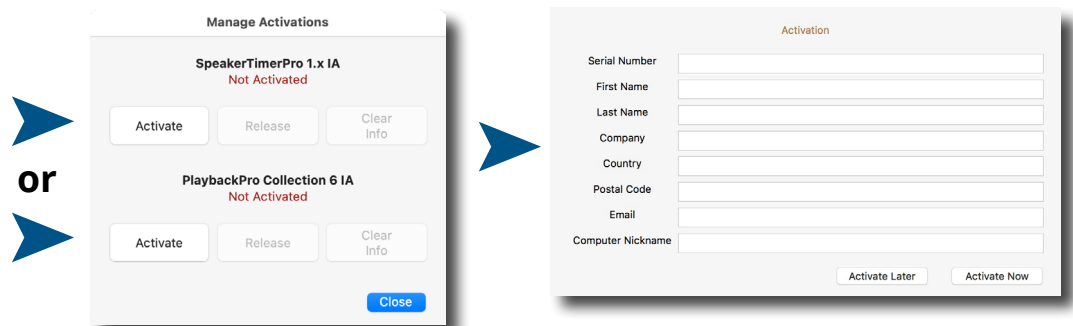 Manage Activations
SpeakerTimerPro 1.x IA
Not Activated
Activate
Release
Clear
Info
or
PlaybackPro Collection 6 IA
Not Activated
Activate
Release
Clear
Info
Close
Activation
Serial Number
First Name
Last Name
Company
Country
Postal Code
Email
Computer Nickname
Activate Later
Activate Now